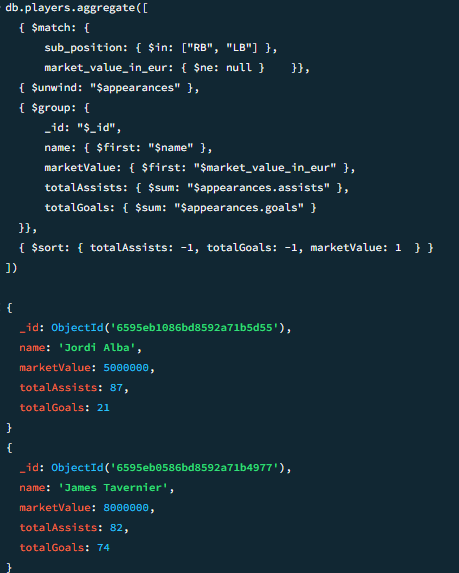 db.players.aggregate([
{ $match: {
sub_position: { $in: ["RB", "LB"] },
market_value_in_eur: { $ne: null }    }},
{ $unwind: "$appearances" },
{ $group: {
_id: "$_id",
name: { $first: "$name" },
marketValue: { $first: "$market_value_in_eur" },
totalAssists: { $sum: "$appearances.assists" },
totalGoals: { $sum: "$appearances.goals" }
}},
{ $sort: { totalAssists: -1, totalGoals: -1, marketValue: 1  } }
])
{
_id: ObjectId('6595eb1086bd8592a71b5d55'),
name: 'Jordi Alba',
marketValue: 5000000,
totalAssists: 87,
totalGoals: 21
}
{
_id: ObjectId('6595eb0586bd8592a71b4977'),
name: 'James Tavernier',
marketValue: 8000000,
totalAssists: 82,
totalGoals: 74
}